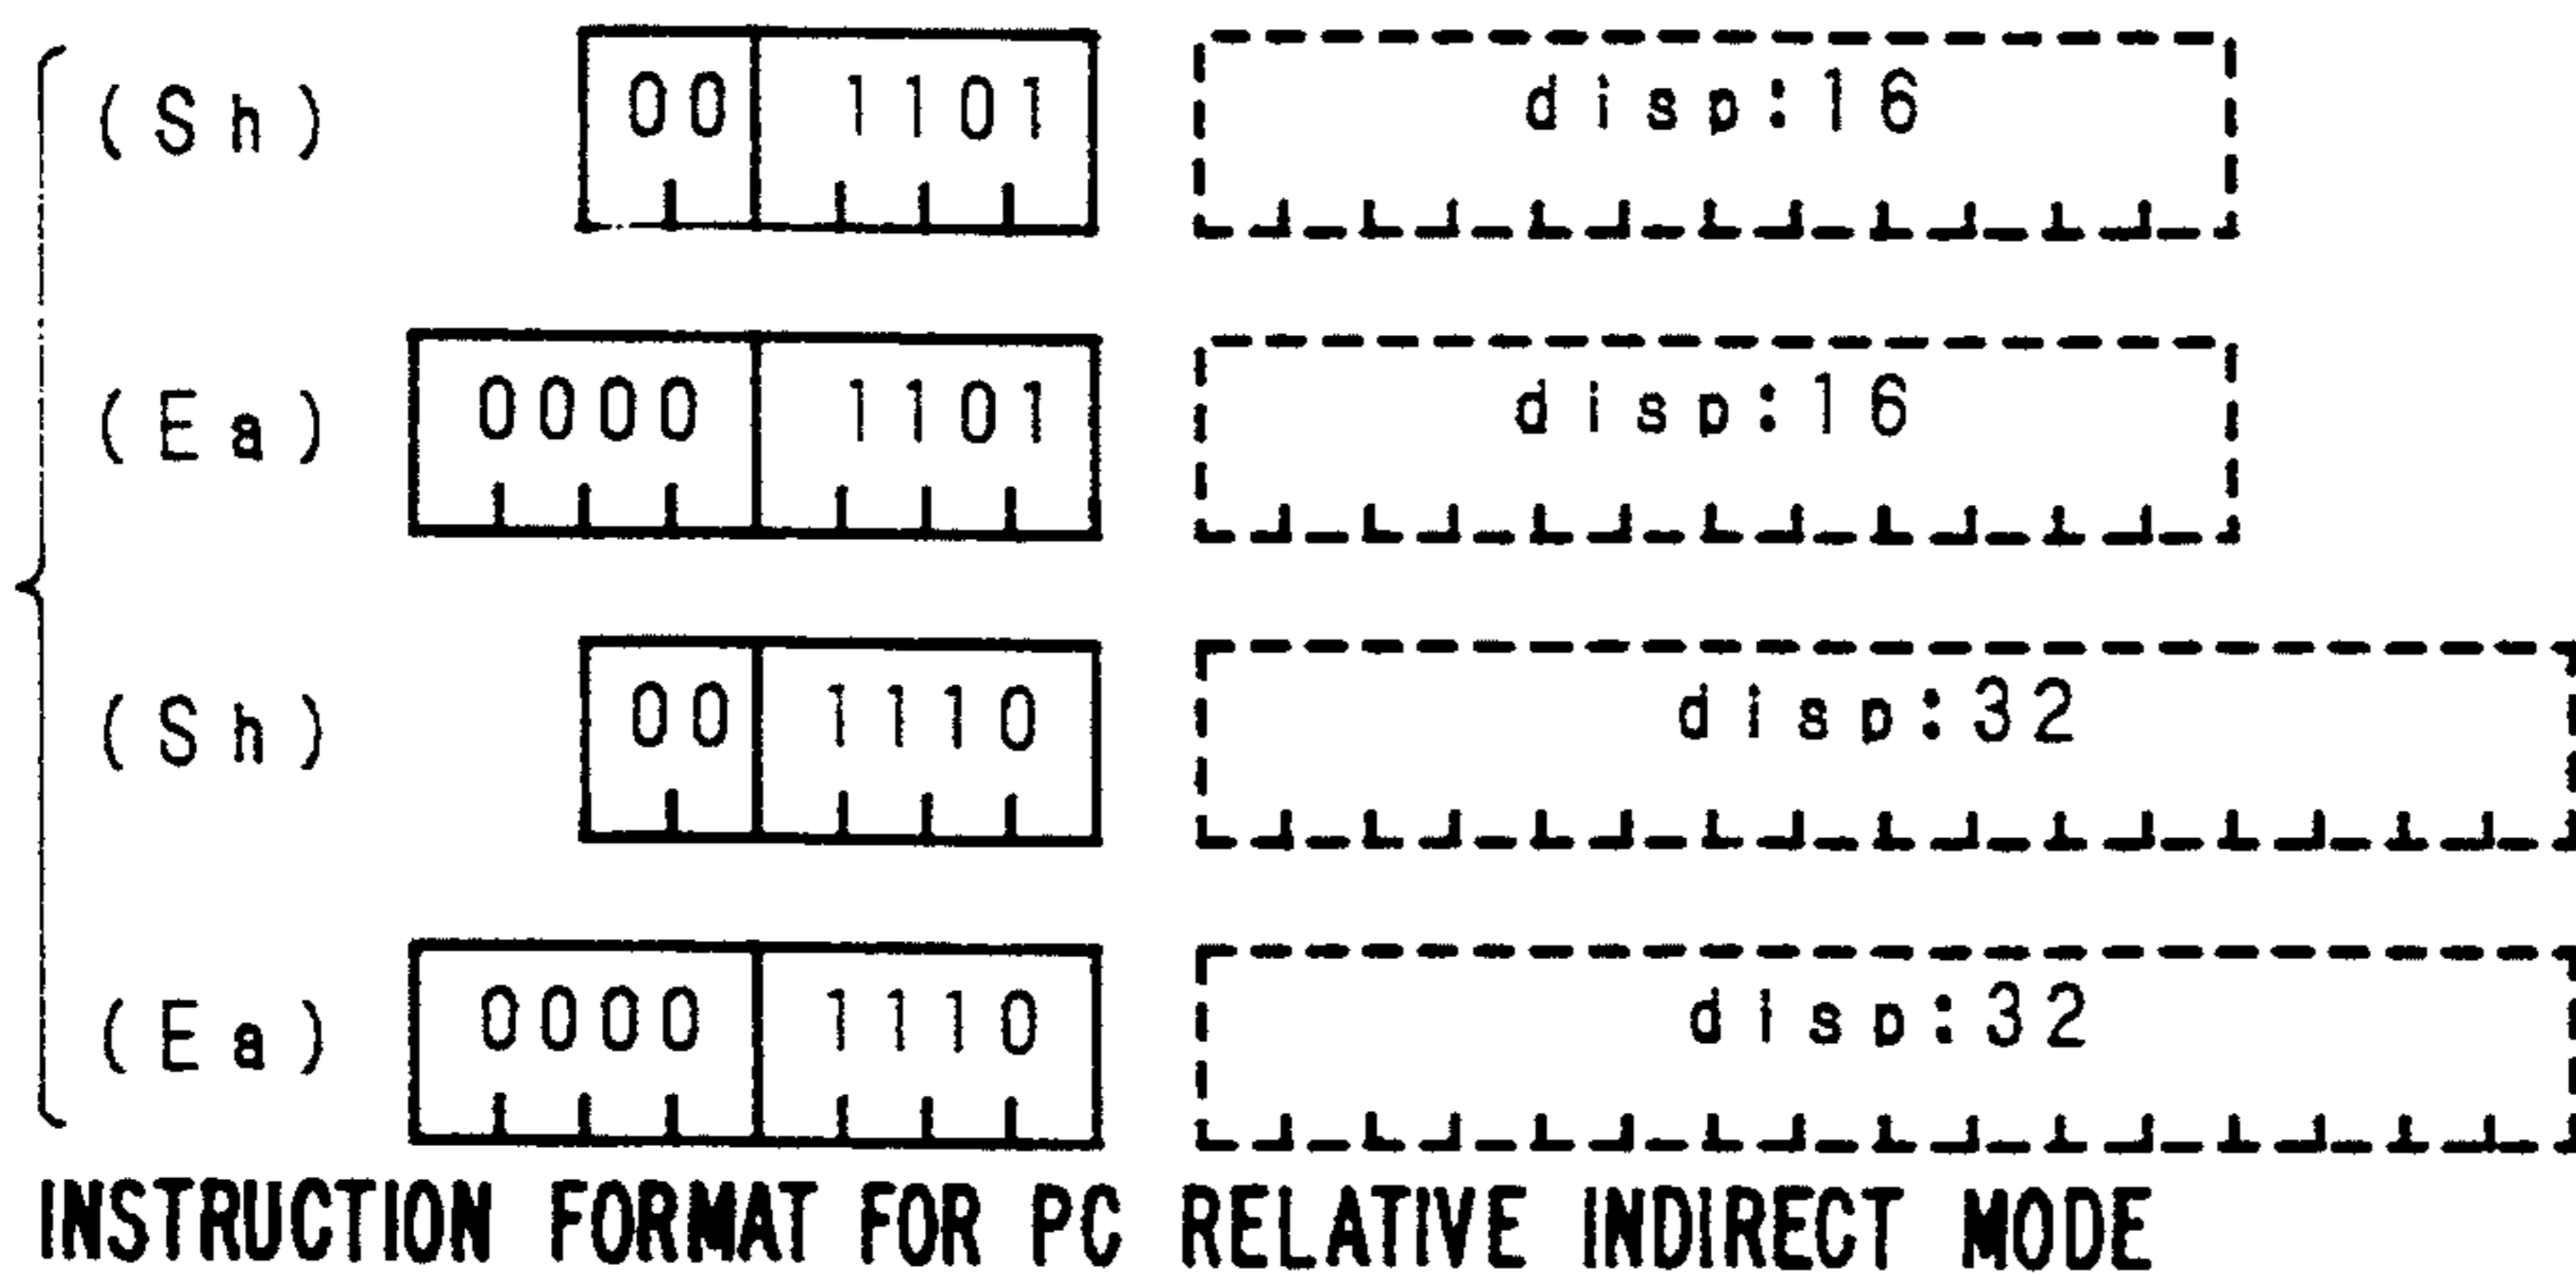 (Sh) 00 1101 disp:16
(Ea) 0000 1101 disp:16
(Sh) 00 1110 disp:32
(Ea) 0000 1110 disp:32
INSTRUCTION FORMAT FOR PC RELATIVE INDIRECT MODE